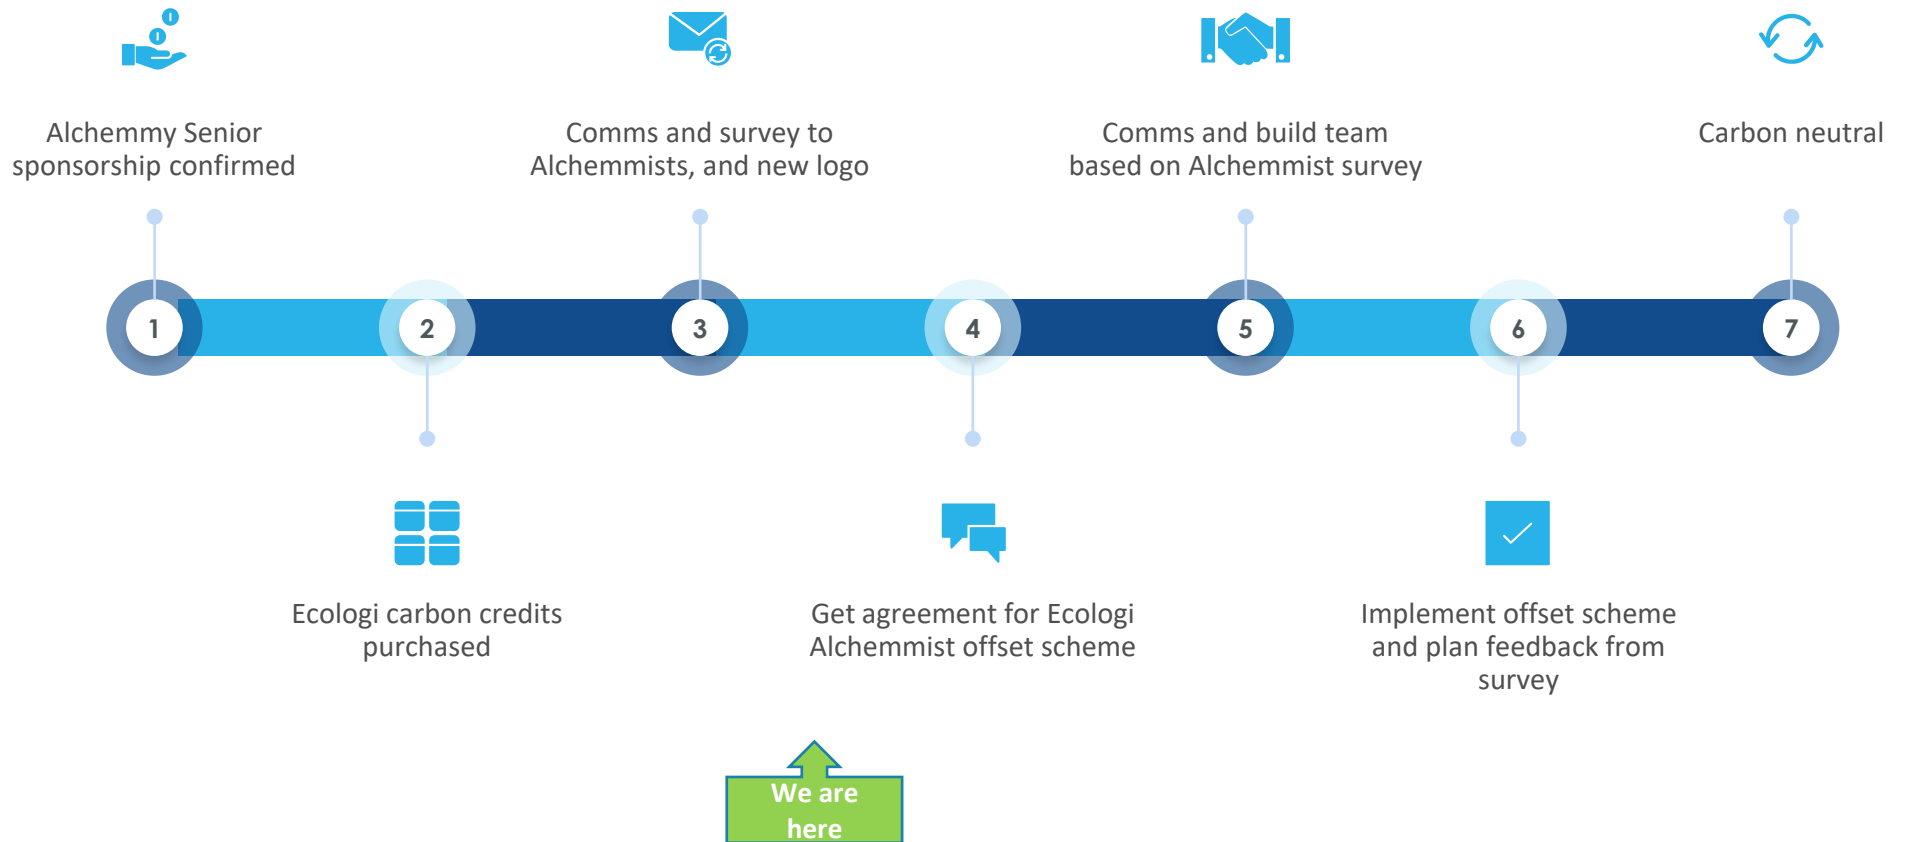 Alchemmy Senior
sponsorship confirmed
Comms and survey to
Alchemmists, and new logo
Comms and build team
based on Alchemmist survey
Carbon neutral
1
2
3
4
5
6
7
Ecologi carbon credits
purchased
Get agreement for Ecologi
Alchemmist offset scheme
Implement offset scheme
and plan feedback from
survey
We are
here